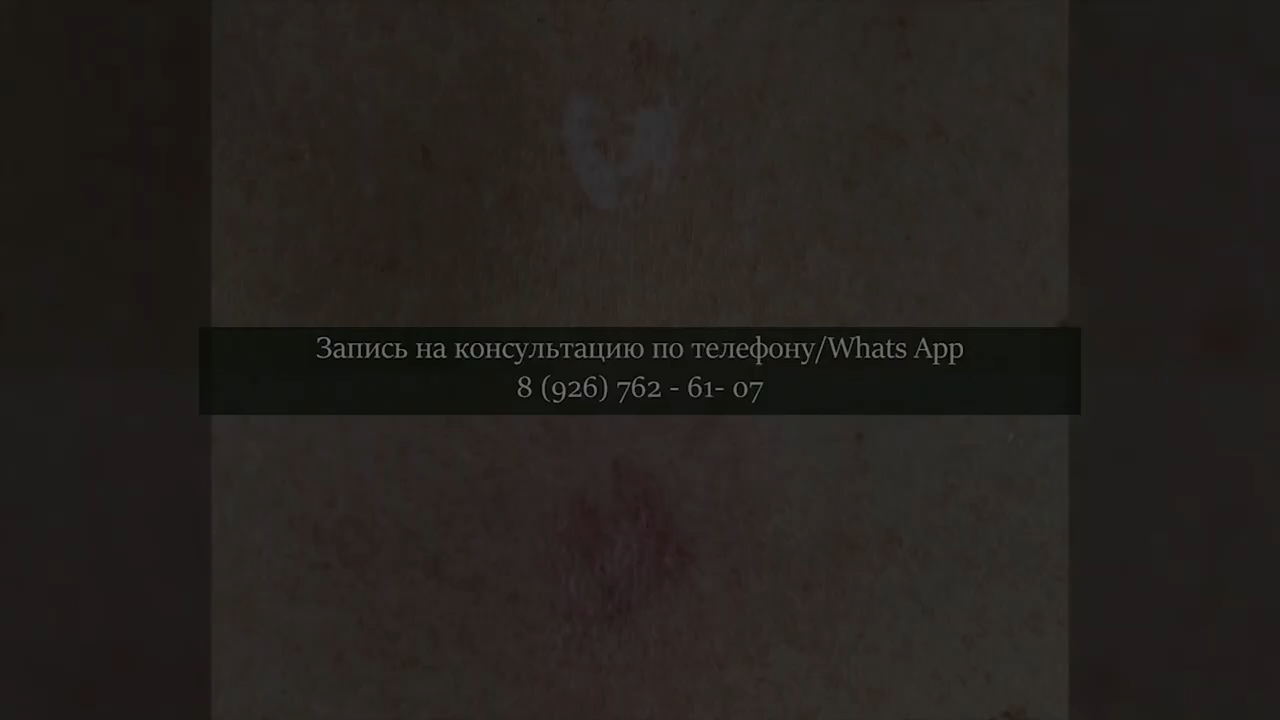 Запись на консультацию по телефону/Whats App
8 (926) 762 - 61- 07